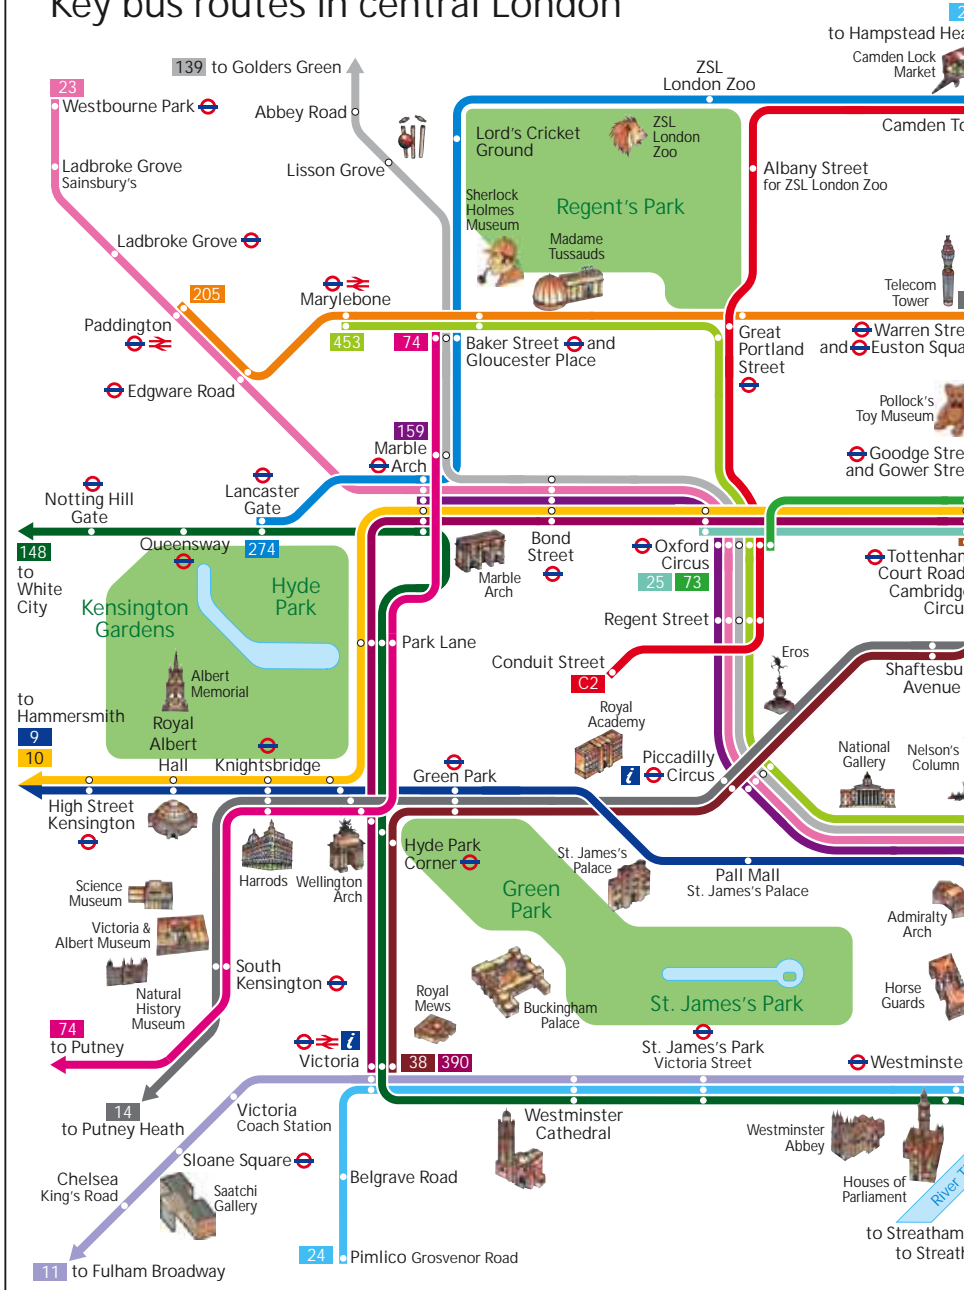 Key bus routes in central London
to Hampstead Hea
139 to Golders Green
Camden Lock
Market
ZSL
London Zoo
23
Westbourne Park
Abbey Road
Camden To
Lord's Cricket
Ground
ZSL
London
Zoo
Lisson Grove
Ladbroke Grove
Sainsbury's
Albany Street
for ZSL London Zoo
Sherlock
Holmes
Museum
Regent's Park
Ladbroke Grove
Madame
Tussauds
Telecom
Tower
205
Marylebone
Paddington
453
74
Baker Street and
Gloucester Place
Great
Portland
Street
Warren Stre
and Euston Squa
Edgware Road
Pollock's
Toy Museum
159
Marble
Arch
Goodge Stre
and Gower Stre
Notting Hill
Gate
Lancaster
Gate
148
to
White
City
Queensway
274
Bond
Street
Marble
Arch
Oxford
Circus
25
73
Tottenham
Court Road
Cambridge
Circu
Kensington
Gardens
Hyde
Park
Regent Street
Park Lane
Conduit Street
C2
Eros
Shaftesbu
Avenue
Albert
Memorial
to
Hammersmith
9
10
Royal
Albert
Hall
Knightsbridge
Royal
Academy
Green Park
Piccadilly
Circus
National
Gallery
Nelson's
Column
High Street
Kensington
Harrods
Wellington
Arch
Hyde Park
Corner
St. James's
Palace
Pall Mall
St. James's Palace
Science
Museum
Green
Park
Victoria &
Albert Museum
Admiralty
Arch
Natural
History
Museum
South
Kensington
Royal
Mews
Buckingham
Palace
St. James's Park
Horse
Guards
74
to Putney
Victoria
38
390
St. James's Park
Victoria Street
Westminste
14
to Putney Heath
Victoria
Coach Station
Westminster
Cathedral
Westminster
Abbey
Sloane Square
Chelsea
King's Road
Saatchi
Gallery
Belgrave Road
Houses of
Parliament
River T
to Streatham
to Streath
24
Pimlico Grosvenor Road
11 to Fulham Broadway